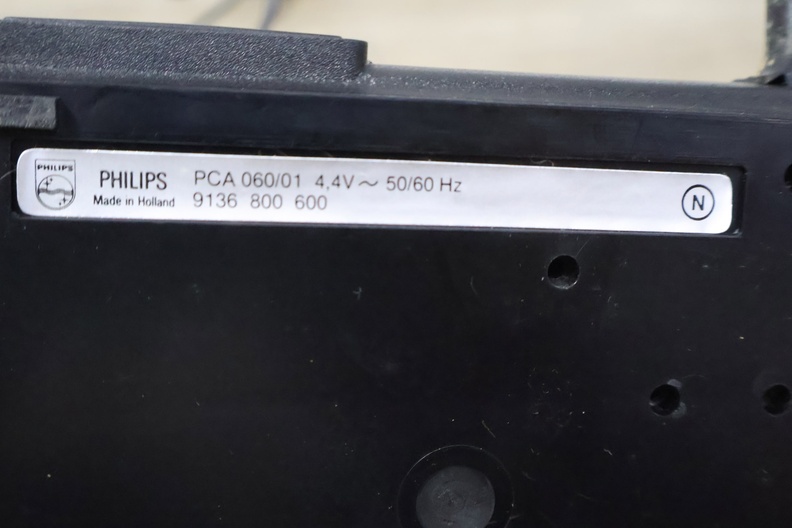 PHILIPS
PHILIPS PCA 060/01 4,4V ~ 50/60 Hz
Made in Holland 9136 800 600
N